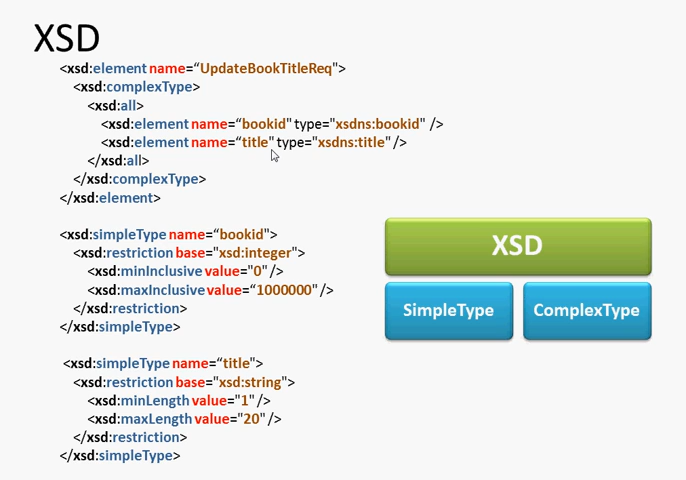 XSD
<xsd:element name=“UpdateBookTitleReq">
<xsd:complexType>
<xsd:all>
<xsd:element name=“bookid" type="xsdns:bookid" />
<xsd:element name=“title" type="xsdns:title" />
</xsd:all>
</xsd:complexType>
</xsd:element>
<xsd:simpleType name=“bookid">
<xsd:restriction base="xsd:integer">
<xsd:minInclusive value="0" />
<xsd:maxInclusive value=“1000000" />
</xsd:restriction>
</xsd:simpleType>
<xsd:simpleType name=“title">
<xsd:restriction base="xsd:string">
<xsd:minLength value="1" />
<xsd:maxLength value="20" />
</xsd:restriction>
</xsd:simpleType>
XSD
SimpleType
ComplexType